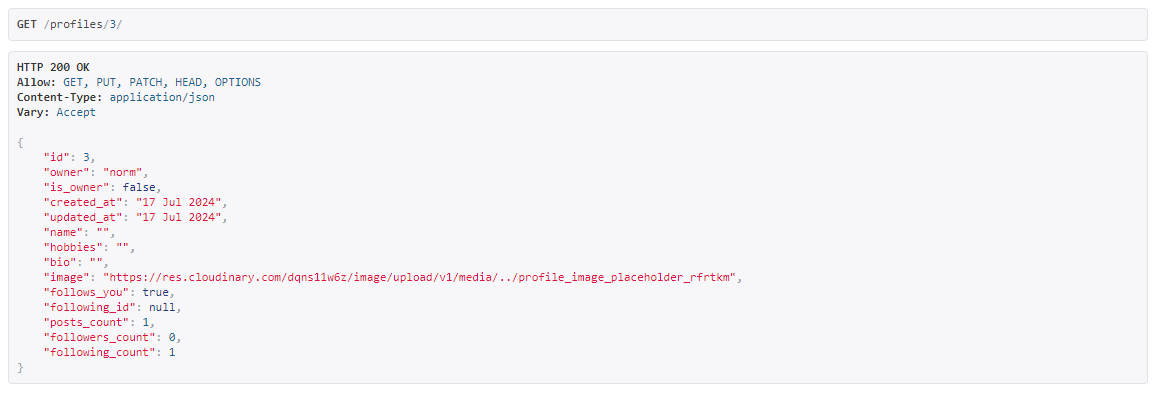 GET /profiles/3/
HTTP 200 OK
Allow: GET, PUT, PATCH, HEAD, OPTIONS
Content-Type: application/json
Vary: Accept
{
    "id": 3,
    "owner": "norm",
    "is_owner": false,
    "created_at": "17 Jul 2024",
    "updated_at": "17 Jul 2024",
    "name": "",
    "hobbies": "",
    "bio": "",
    "image": "https://res.cloudinary.com/dqns11w6z/image/upload/v1/media/../profile_image_placeholder_rfrtkm",
    "follows_you": true,
    "following_id": null,
    "posts_count": 1,
    "followers_count": 0,
    "following_count": 1
}